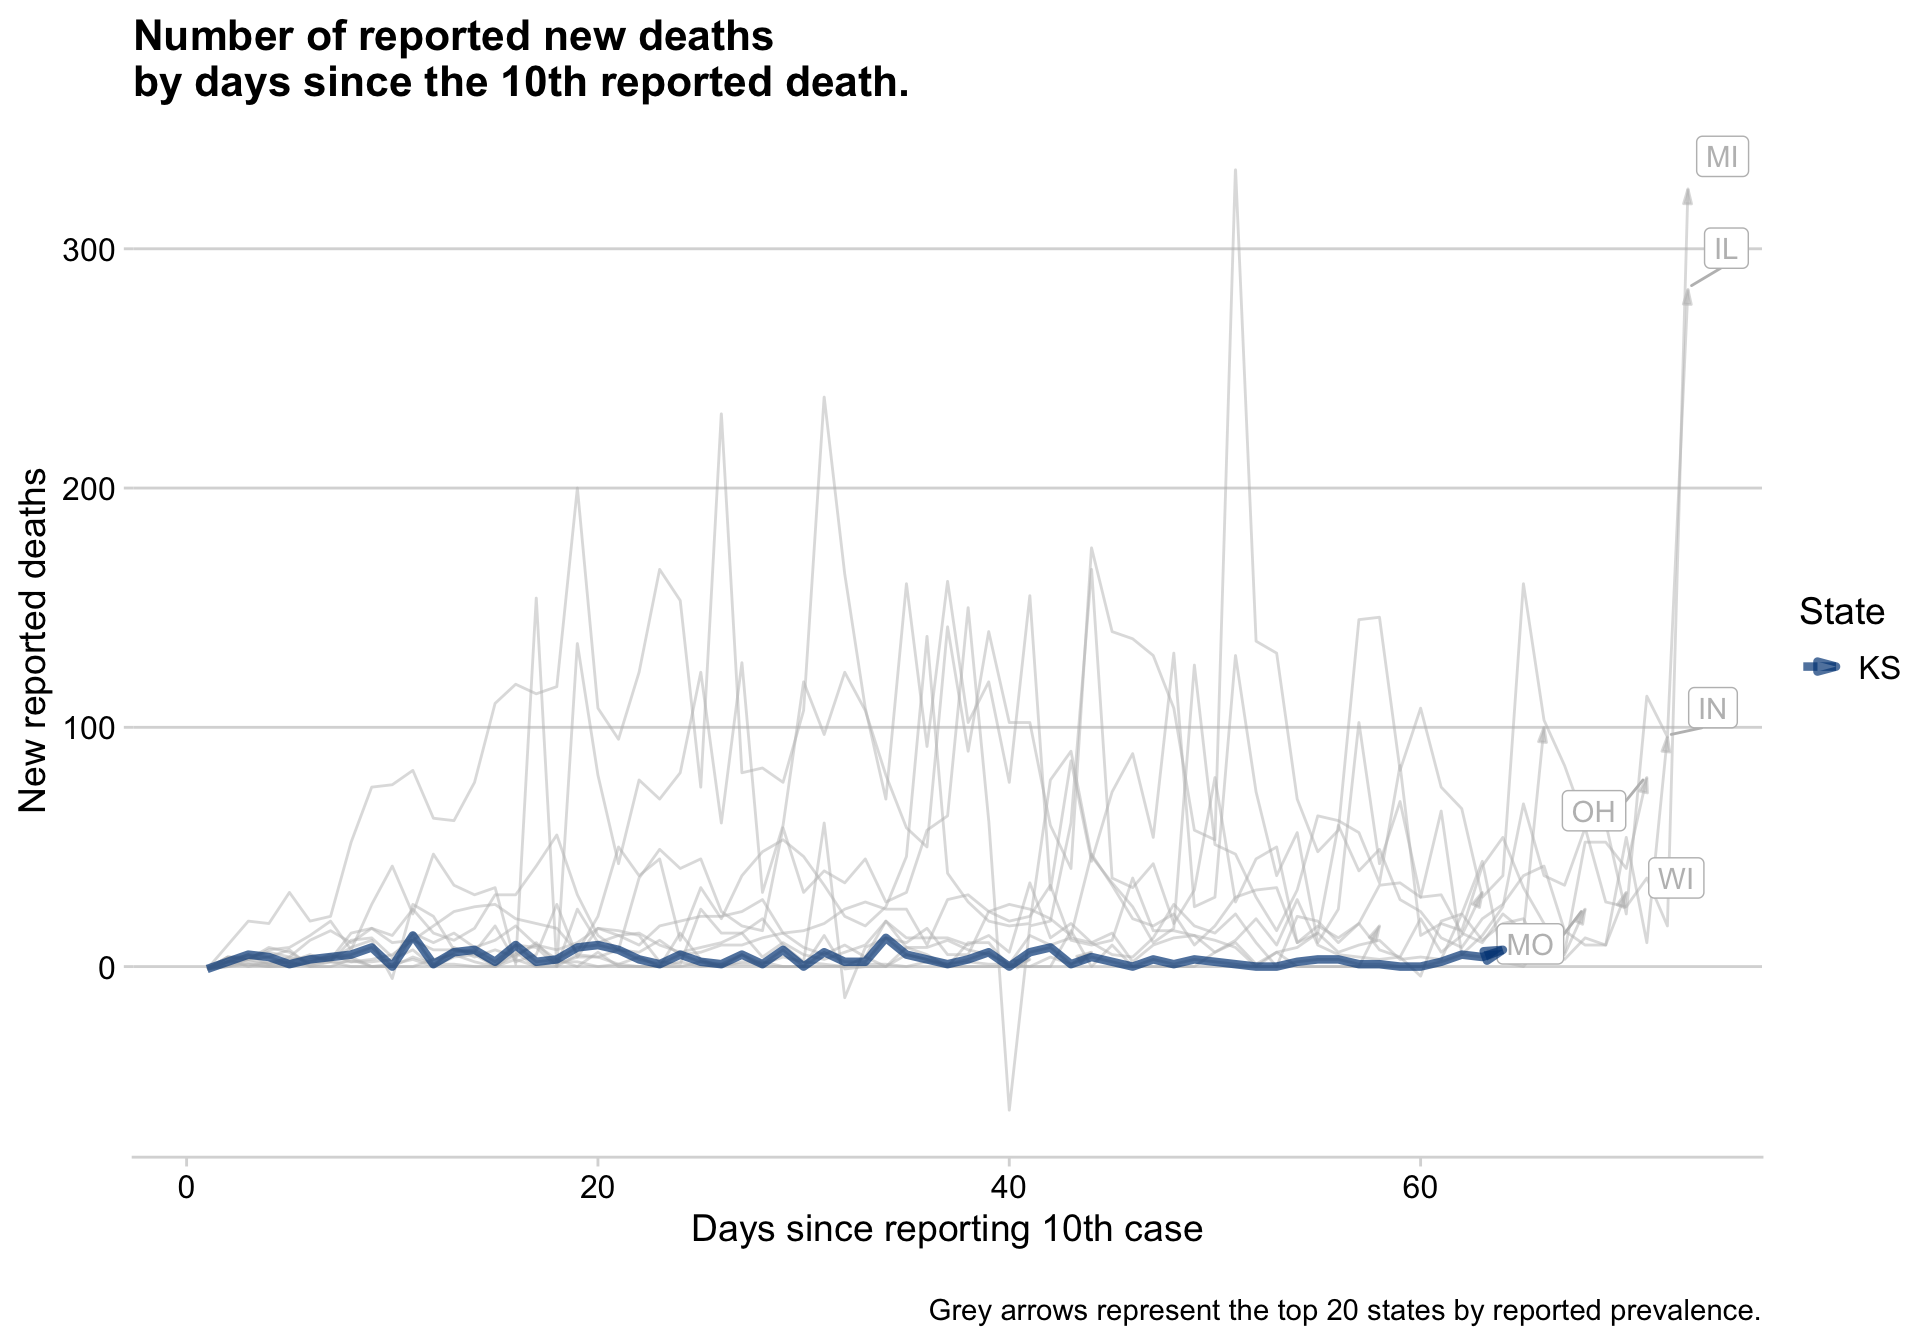 Number of reported new deaths
by days since the 10th reported death.
MI
300
IL
New reported deaths
200
State
KS
100
IN
OH
WI
MO
0
0
20
40
60
Days since reporting 10th case
Grey arrows represent the top 20 states by reported prevalence.